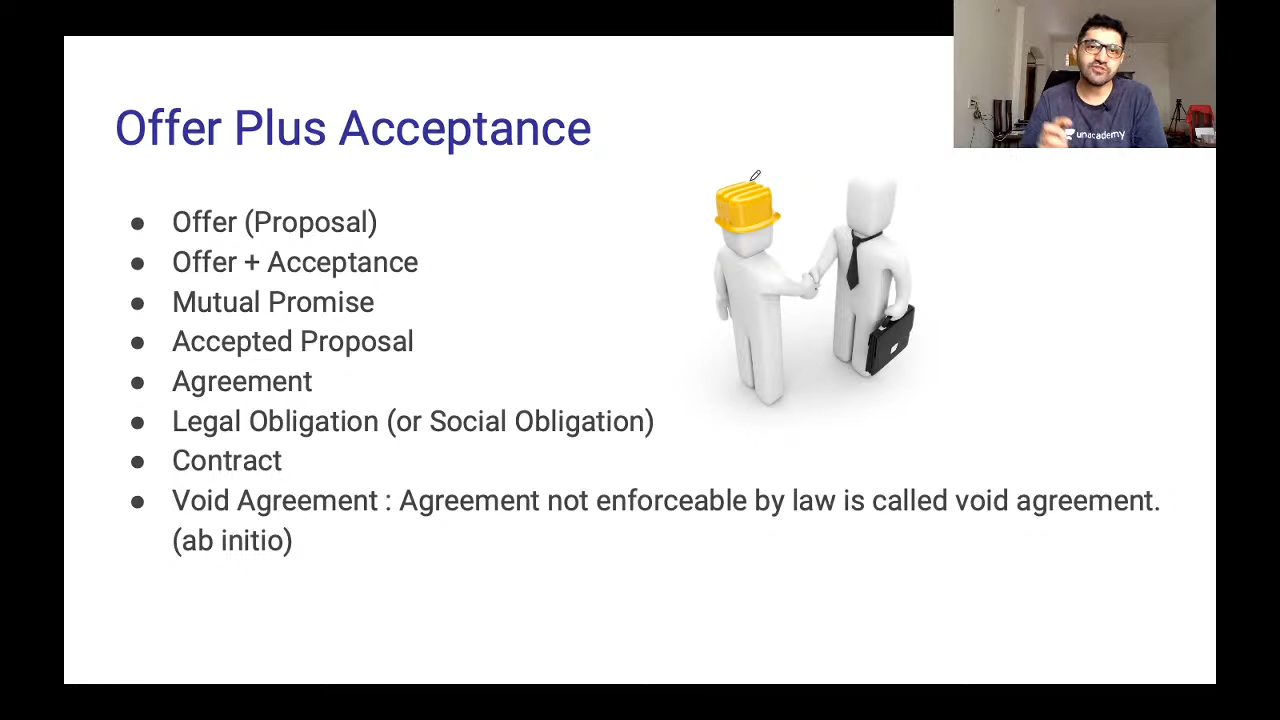 Offer Plus Acceptance
unacademy
● Offer (Proposal)
● Offer + Acceptance
● Mutual Promise
● Accepted Proposal
● Agreement
● Legal Obligation (or Social Obligation)
● Contract
● Void Agreement : Agreement not enforceable by law is called void agreement.
(ab initio)